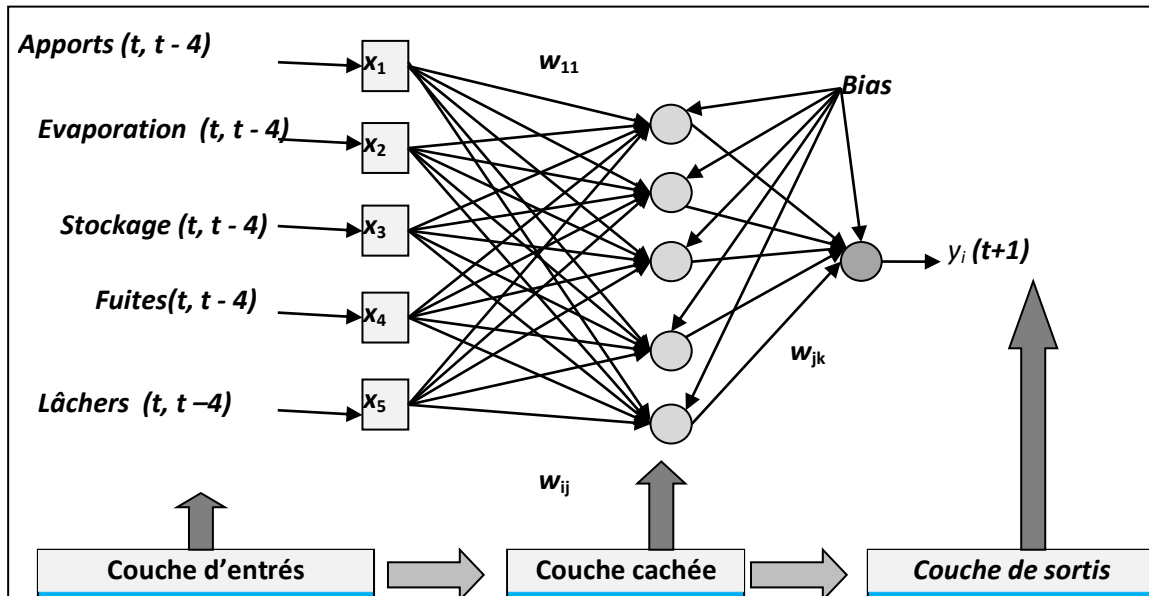 Apports (t, t - 4)
x1
w11
Bias
Evaporation (t, t - 4)
x2
Stockage (t, t - 4)
x3
yi (t+1)
Fuites(t, t - 4)
x4
wjk
Lâchers (t, t –4)
x5
wij
Couche d’entrés
Couche cachée
Couche de sortis